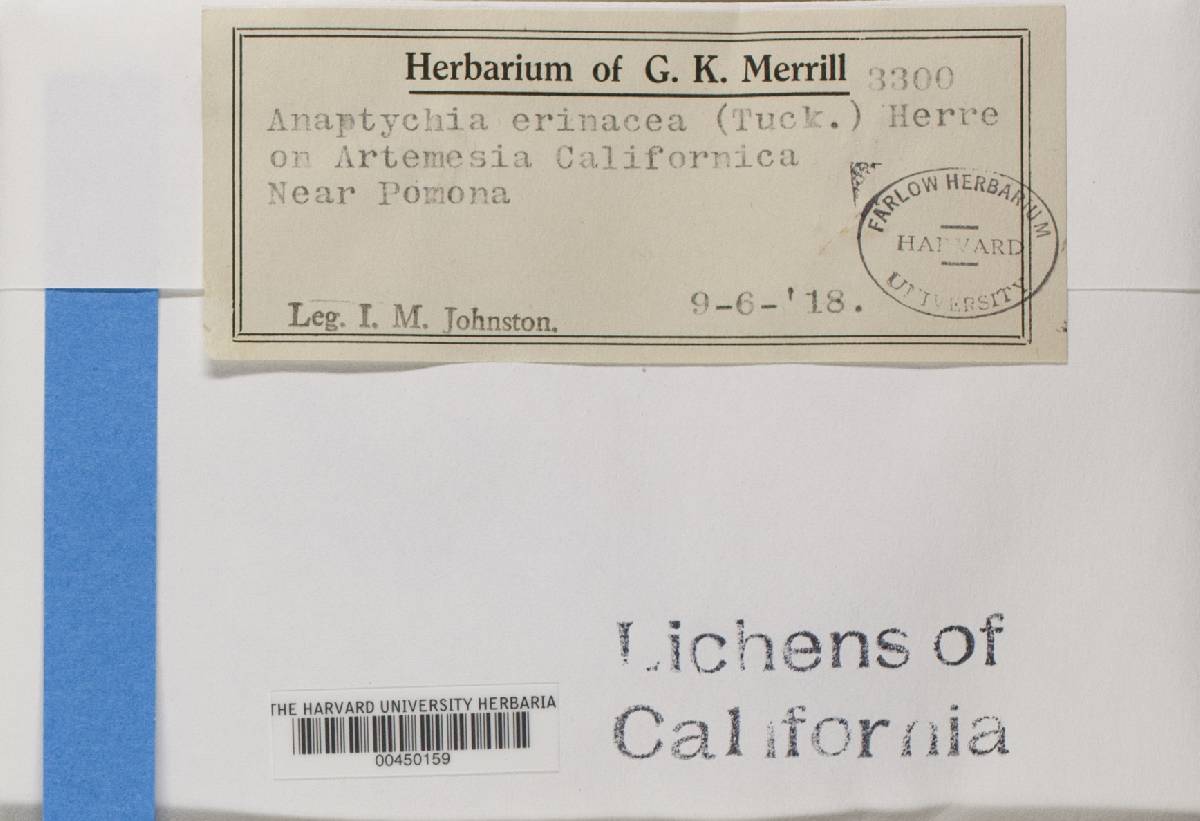 Herbarium of G. K. Merrill 3300
Anaptychia erinacea (Tuck.) Herre
on Artemesia Californica
Near Pomona
FARLOW HERBARIUM
HARVARD
UNIVERSITY
Leg. I. M. Johnston.
9-6-'18.
Lichens of
California
THE HARVARD UNIVERSITY HERBARIA
00450159